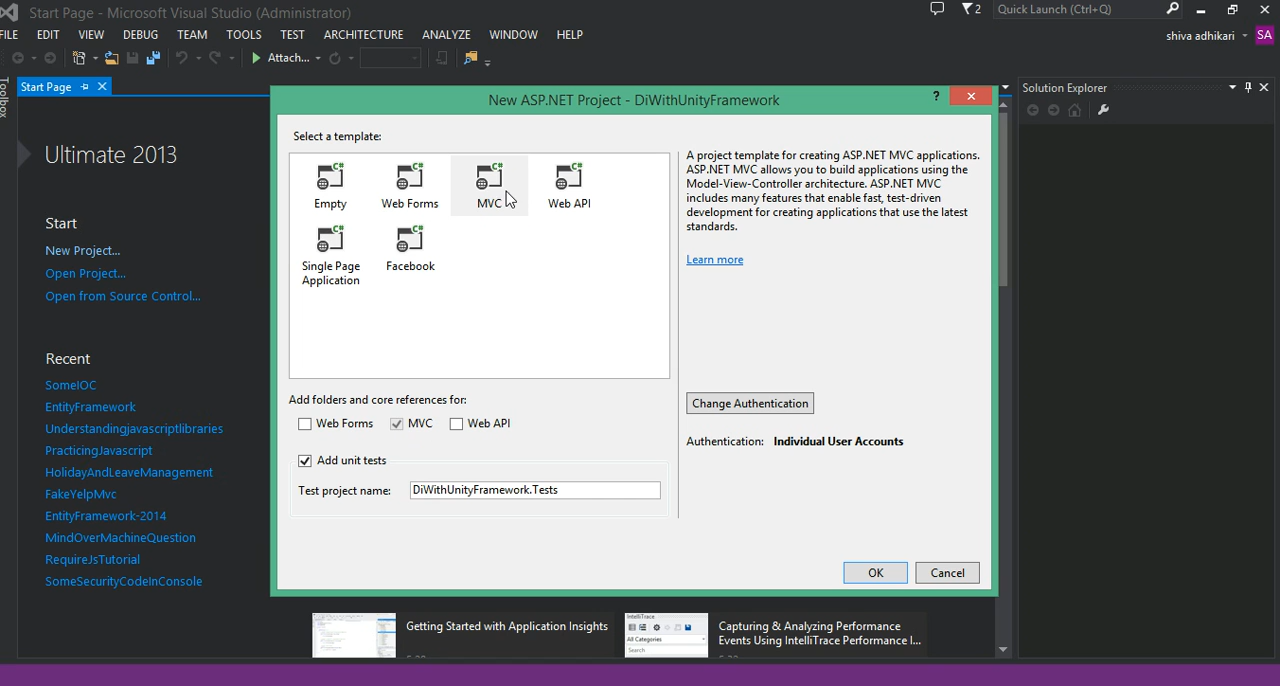 Start Page - Microsoft Visual Studio (Administrator)
2
Quick Launch (Ctrl+Q)
FILE EDIT VIEW DEBUG TEAM TOOLS TEST ARCHITECTURE ANALYZE WINDOW HELP
shiva adhikari SA
Attach...
Toolbox
Start Page
Ultimate 2013
Start
New Project...
Open Project...
Open from Source Control...
Recent
SomeIOC
EntityFramework
Understandingjavascriptlibraries
PracticingJavascript
HolidayAndLeaveManagement
FakeYelpMvc
EntityFramework-2014
MindOverMachineQuestion
RequireJsTutorial
SomeSecurityCodeInConsole
New ASP.NET Project - DiWithUnityFramework
?
Select a template:
C# C# C# C#
Empty Web Forms MVC Web API
C# C#
Single Page
Application
Facebook
A project template for creating ASP.NET MVC applications.
ASP.NET MVC allows you to build applications using the
Model-View-Controller architecture. ASP.NET MVC
includes many features that enable fast, test-driven
development for creating applications that use the latest
standards.
Learn more
Add folders and core references for:
Web Forms MVC Web API
Add unit tests
Test project name: DiWithUnityFramework.Tests
Change Authentication
Authentication: Individual User Accounts
OK Cancel
Getting Started with Application Insights
IntelliTrace
All Categories
Search
Capturing & Analyzing Performance
Events Using IntelliTrace Performance I...
Solution Explorer